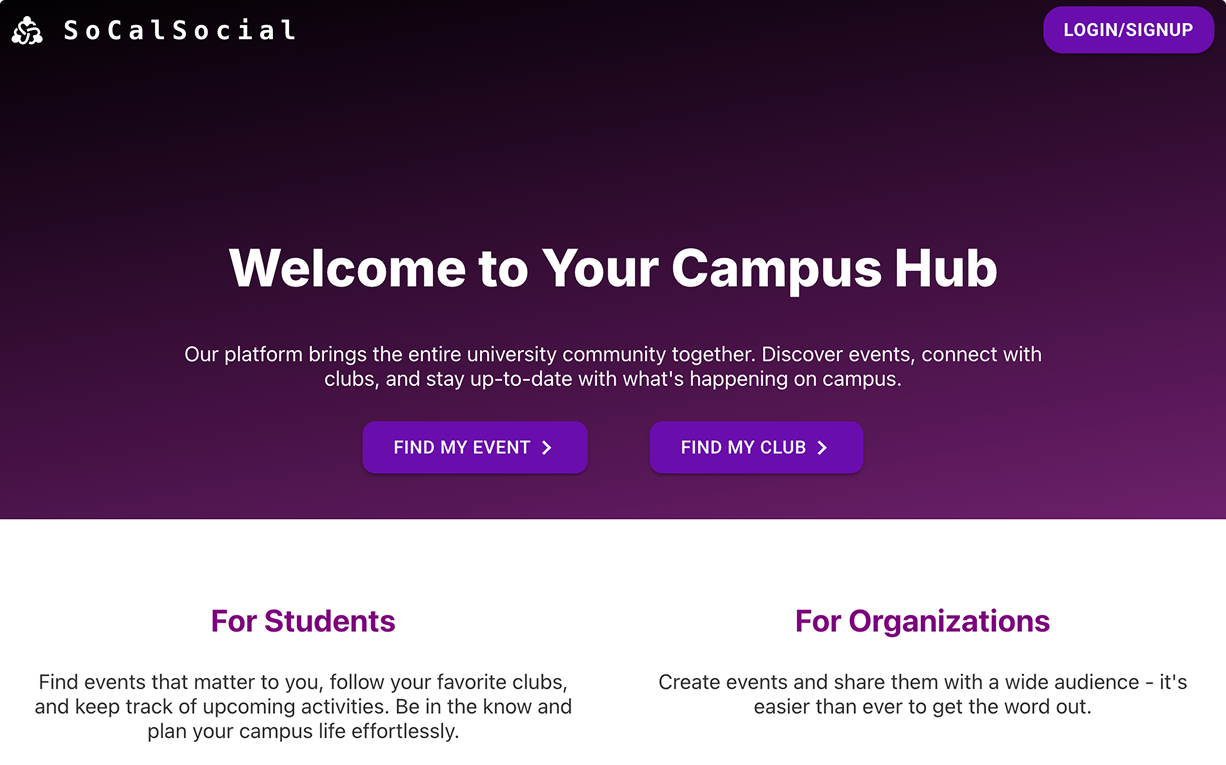 SoCalSocial
LOGIN/SIGNUP
Welcome to Your Campus Hub
Our platform brings the entire university community together. Discover events, connect with
clubs, and stay up-to-date with what's happening on campus.
FIND MY EVENT
FIND MY CLUB
For Students
Find events that matter to you, follow your favorite clubs,
and keep track of upcoming activities. Be in the know and
plan your campus life effortlessly.
For Organizations
Create events and share them with a wide audience - it's
easier than ever to get the word out.